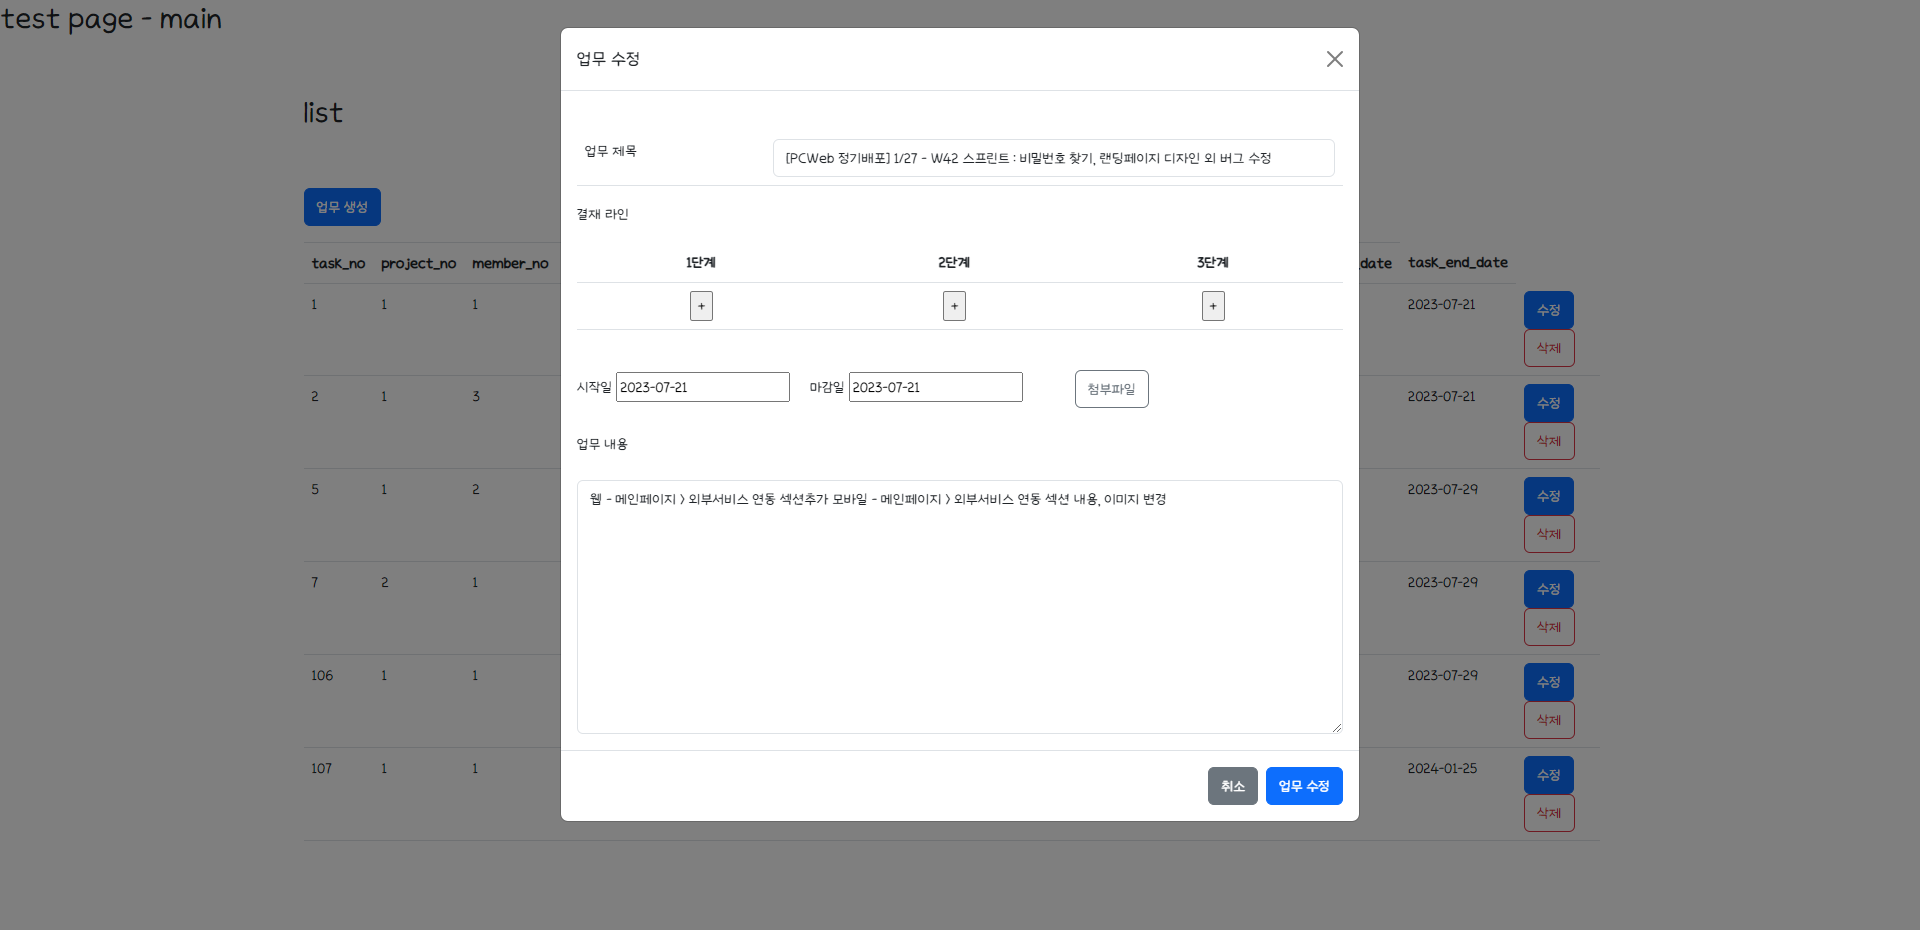 test page - main
list
업무 생성
task_no project_no member_no _date task_end_date
1 1 1 2023-07-21 수정
삭제
2 1 3 2023-07-21 수정
삭제
5 1 2 2023-07-29 수정
삭제
7 2 1 2023-07-29 수정
삭제
106 1 1 2023-07-29 수정
삭제
107 1 1 2024-01-25 수정
삭제
업무 수정
업무 제목 [PCWeb 정기배포] 1/27 - W42 스프린트 : 비밀번호 찾기, 랜딩페이지 디자인 외 버그 수정
결재 라인
1단계 2단계 3단계
+ + +
시작일 2023-07-21 마감일 2023-07-21 첨부파일
업무 내용
웹 - 메인페이지 > 외부서비스 연동 섹션추가 모바일 - 메인페이지 > 외부서비스 연동 섹션 내용, 이미지 변경
취소 업무 수정